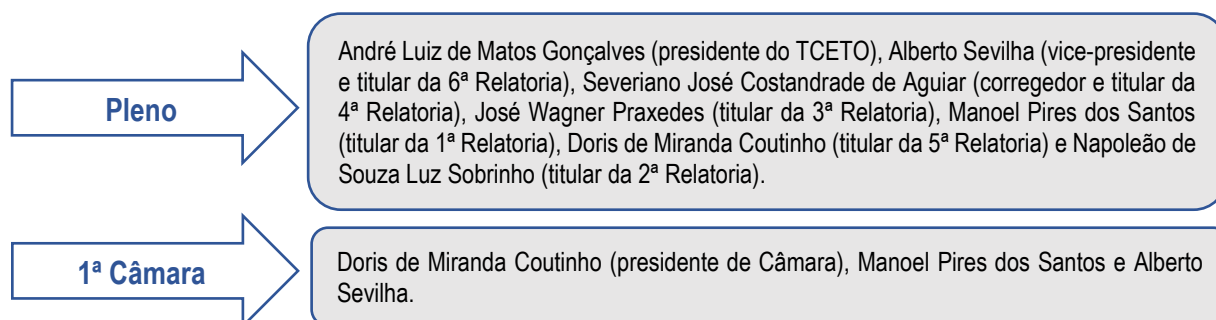 Pleno
André Luiz de Matos Gonçalves (presidente do TCETO), Alberto Sevilha (vice-presidente
e titular da 6ª Relatoria), Severiano José Costandrade de Aguiar (corregedor e titular da
4ª Relatoria), José Wagner Praxedes (titular da 3ª Relatoria), Manoel Pires dos Santos
(titular da 1ª Relatoria), Doris de Miranda Coutinho (titular da 5ª Relatoria) e Napoleão de
Souza Luz Sobrinho (titular da 2ª Relatoria).
1ª Câmara
Doris de Miranda Coutinho (presidente de Câmara), Manoel Pires dos Santos e Alberto
Sevilha.